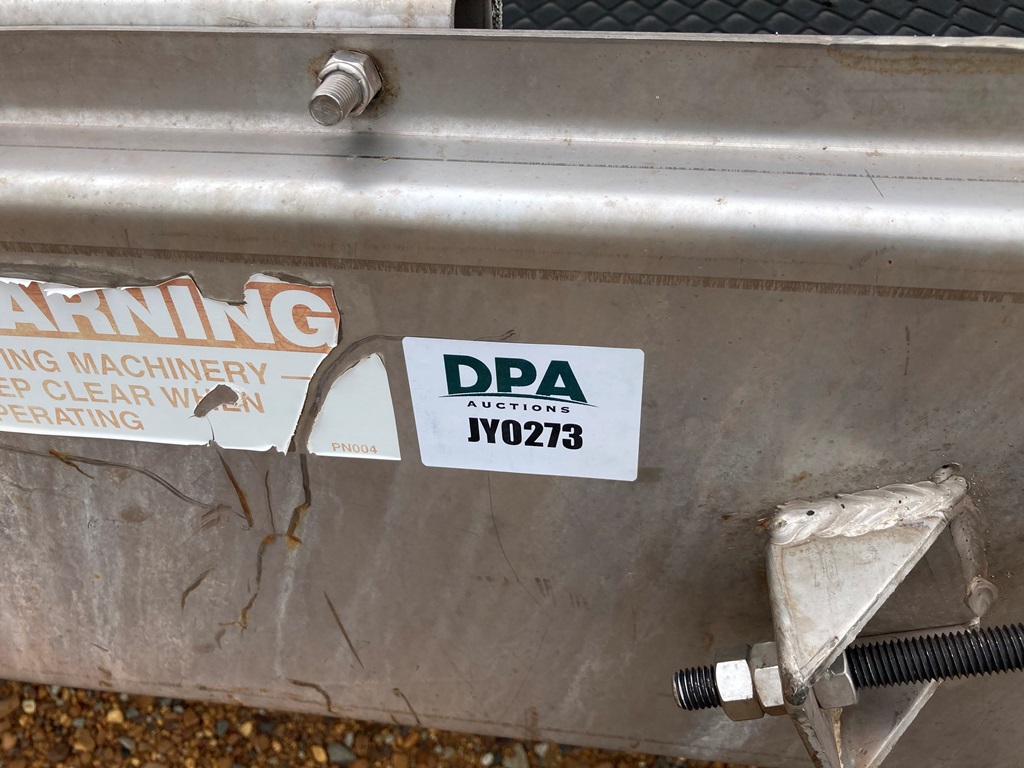 ARNING
ING MACHINERY —
EP CLEAR WHEN
PERATING
PN004
DPA
AUCTIONS
JY0273